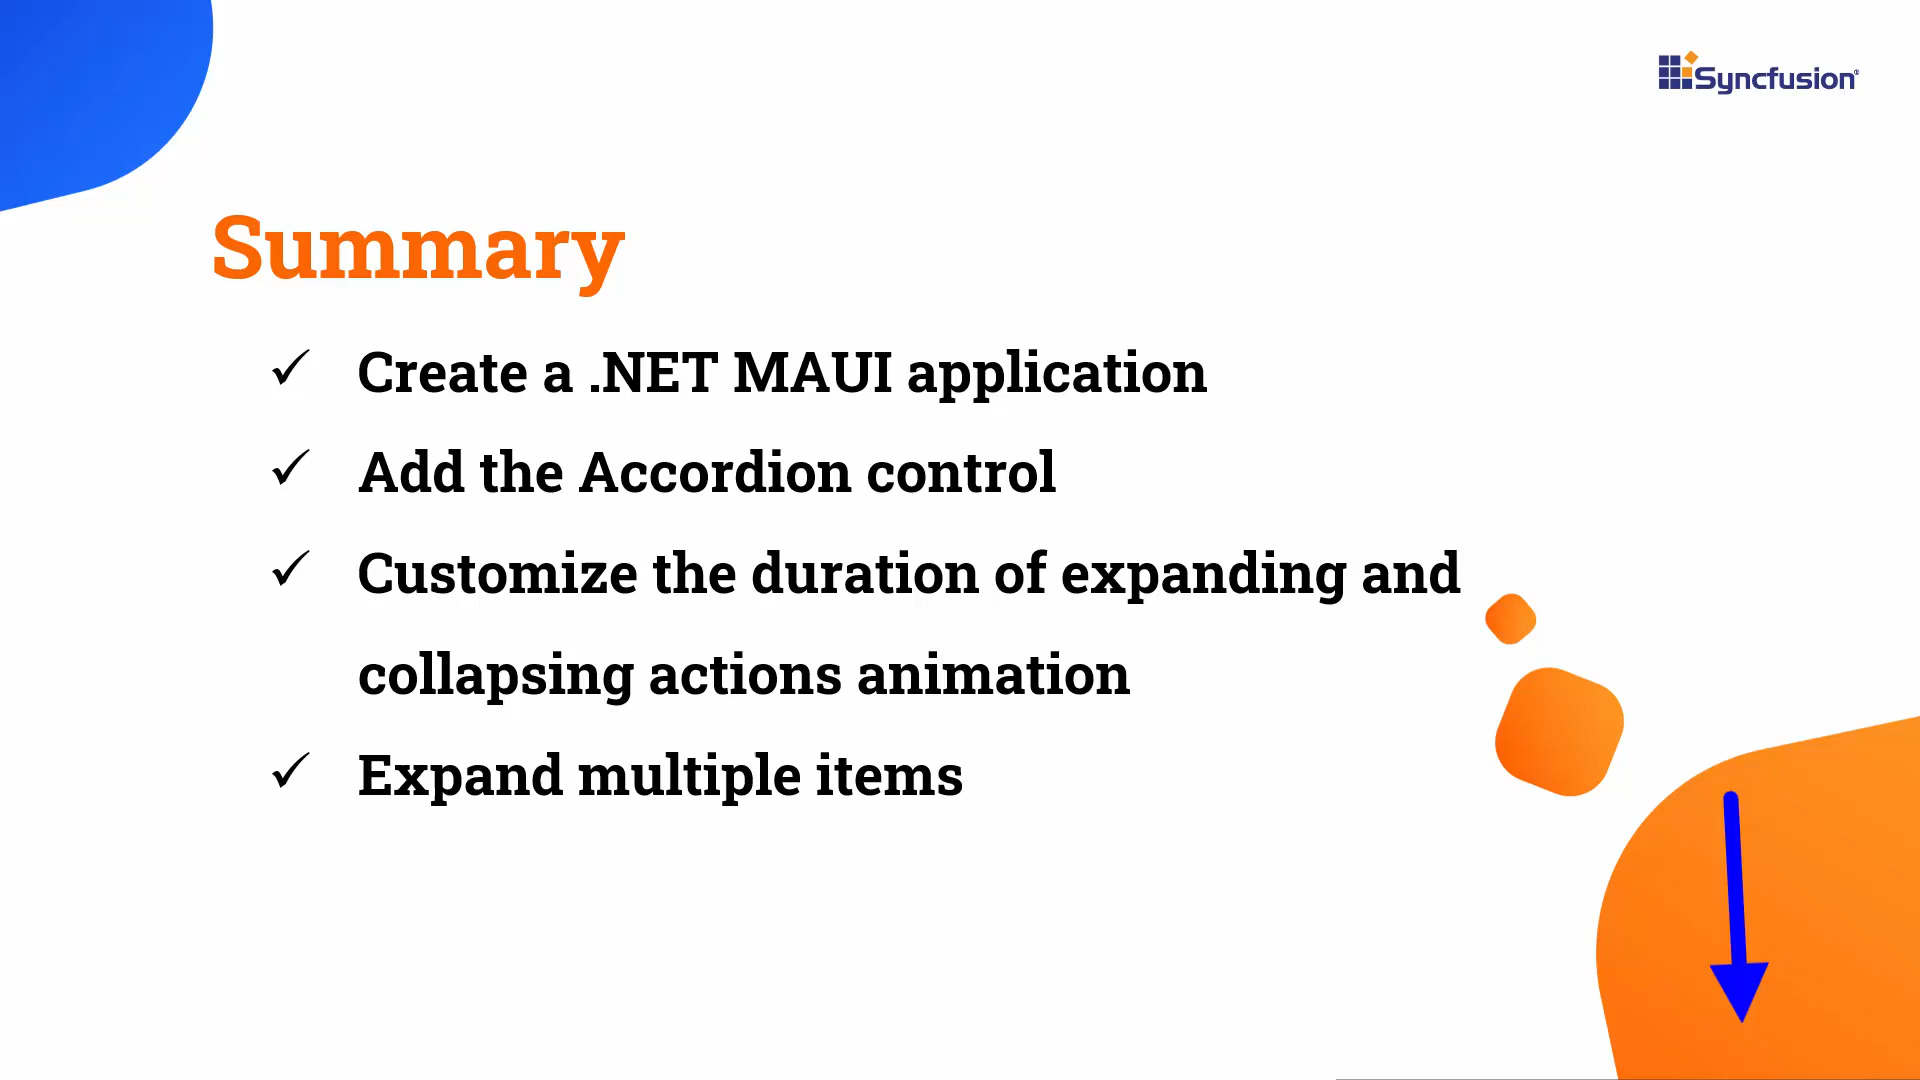 Syncfusion®
Summary
✓ Create a .NET MAUI application
✓ Add the Accordion control
✓ Customize the duration of expanding and
collapsing actions animation
✓ Expand multiple items